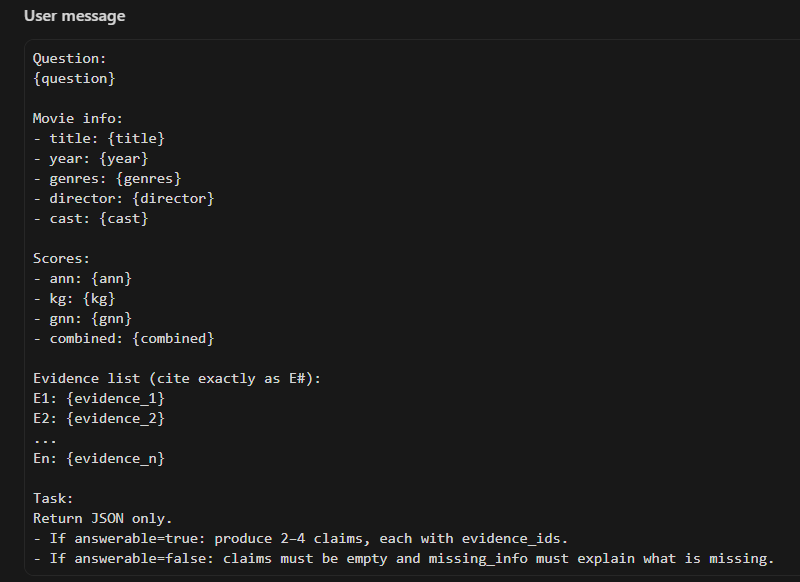 User message
Question:
{question}
Movie info:
- title: {title}
- year: {year}
- genres: {genres}
- director: {director}
- cast: {cast}
Scores:
- ann: {ann}
- kg: {kg}
- gnn: {gnn}
- combined: {combined}
Evidence list (cite exactly as E#):
E1: {evidence_1}
E2: {evidence_2}
...
En: {evidence_n}
Task:
Return JSON only.
- If answerable=true: produce 2–4 claims, each with evidence_ids.
- If answerable=false: claims must be empty and missing_info must explain what is missing.